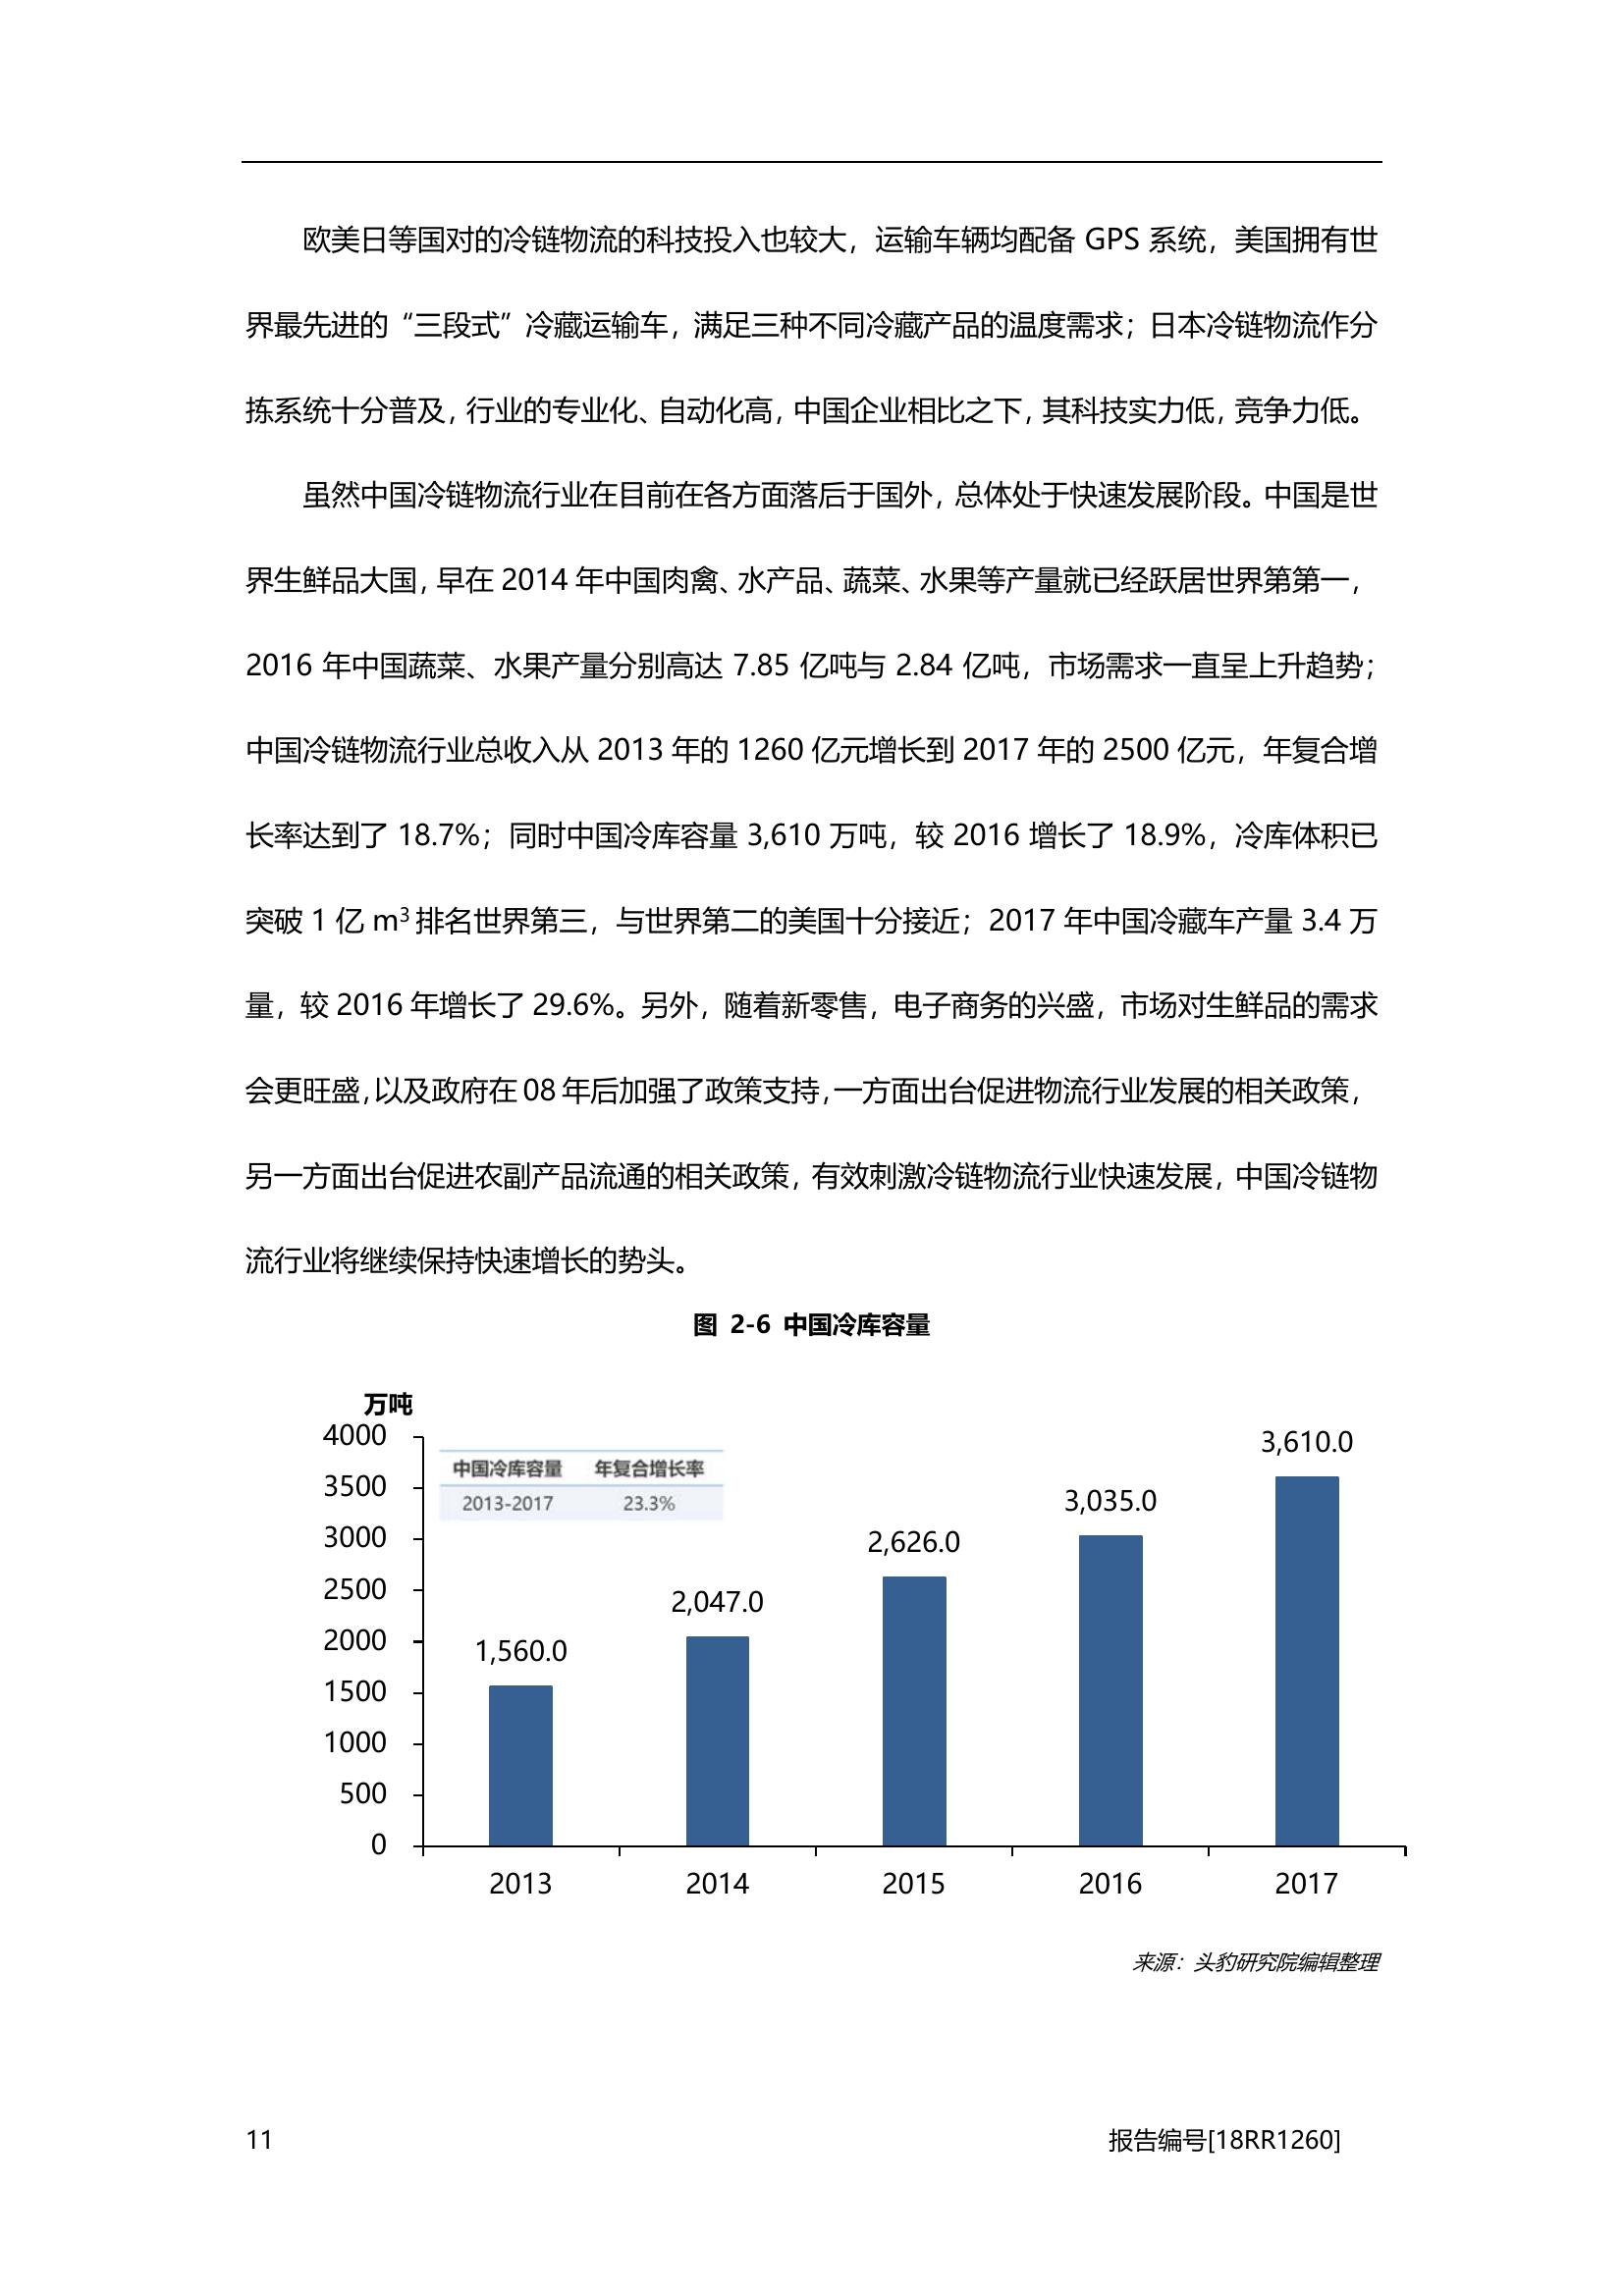 欧美日等国对的冷链物流的科技投入也较大，运输车辆均配备 GPS 系统，美国拥有世
界最先进的“三段式”冷藏运输车，满足三种不同冷藏产品的温度需求；日本冷链物流作分
拣系统十分普及，行业的专业化、自动化高，中国企业相比之下，其科技实力低，竞争力低。
虽然中国冷链物流行业在目前在各方面落后于国外，总体处于快速发展阶段。中国是世
界生鲜品大国，早在 2014 年中国肉禽、水产品、蔬菜、水果等产量就已经跃居世界第第一，
2016 年中国蔬菜、水果产量分别高达 7.85 亿吨与 2.84 亿吨，市场需求一直呈上升趋势；
中国冷链物流行业总收入从 2013 年的 1260 亿元增长到 2017 年的 2500 亿元，年复合增
长率达到了 18.7%；同时中国冷库容量 3,610 万吨，较 2016 增长了 18.9%，冷库体积已
突破 1 亿 m³ 排名世界第三，与世界第二的美国十分接近；2017 年中国冷藏车产量 3.4 万
量，较 2016 年增长了 29.6%。另外，随着新零售，电子商务的兴盛，市场对生鲜品的需求
会更旺盛，以及政府在 08 年后加强了政策支持，一方面出台促进物流行业发展的相关政策，
另一方面出台促进农副产品流通的相关政策，有效刺激冷链物流行业快速发展，中国冷链物
流行业将继续保持快速增长的势头。
图 2-6 中国冷库容量
万吨
4000
3500
3000
2500
2000
1500
1000
500
0
中国冷库容量 年复合增长率
2013-2017 23.3%
1,560.0
2,047.0
2,626.0
3,035.0
3,610.0
2013 2014 2015 2016 2017
来源：头豹研究院编辑整理
11 报告编号[18RR1260]